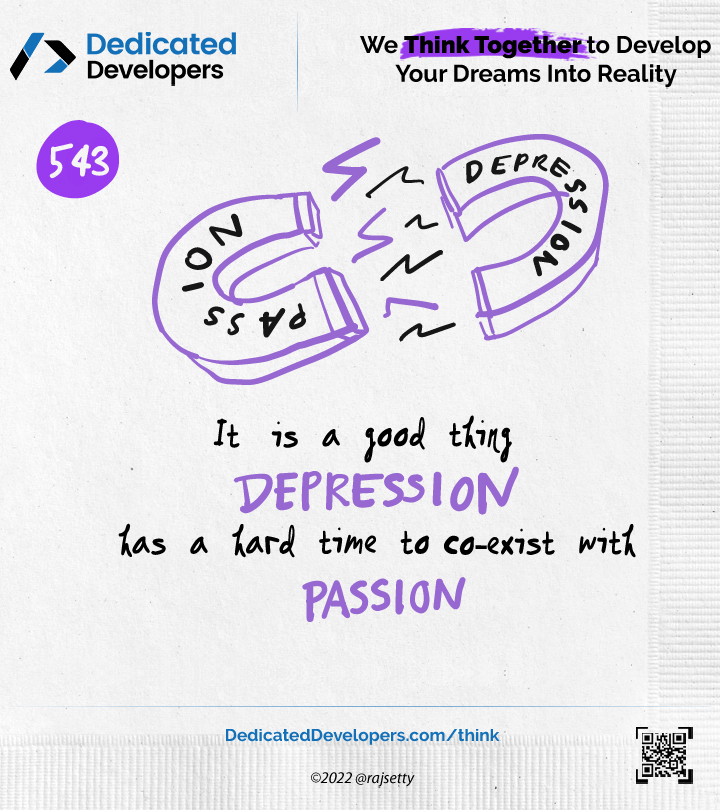 Dedicated
Developers
We Think Together to Develop
Your Dreams Into Reality
543
PASSION
DEPRESSION
It is a good thing
DEPRESSION
has a hard time to co-exist with
PASSION
DedicatedDevelopers.com/think
©2022 @rajsetty